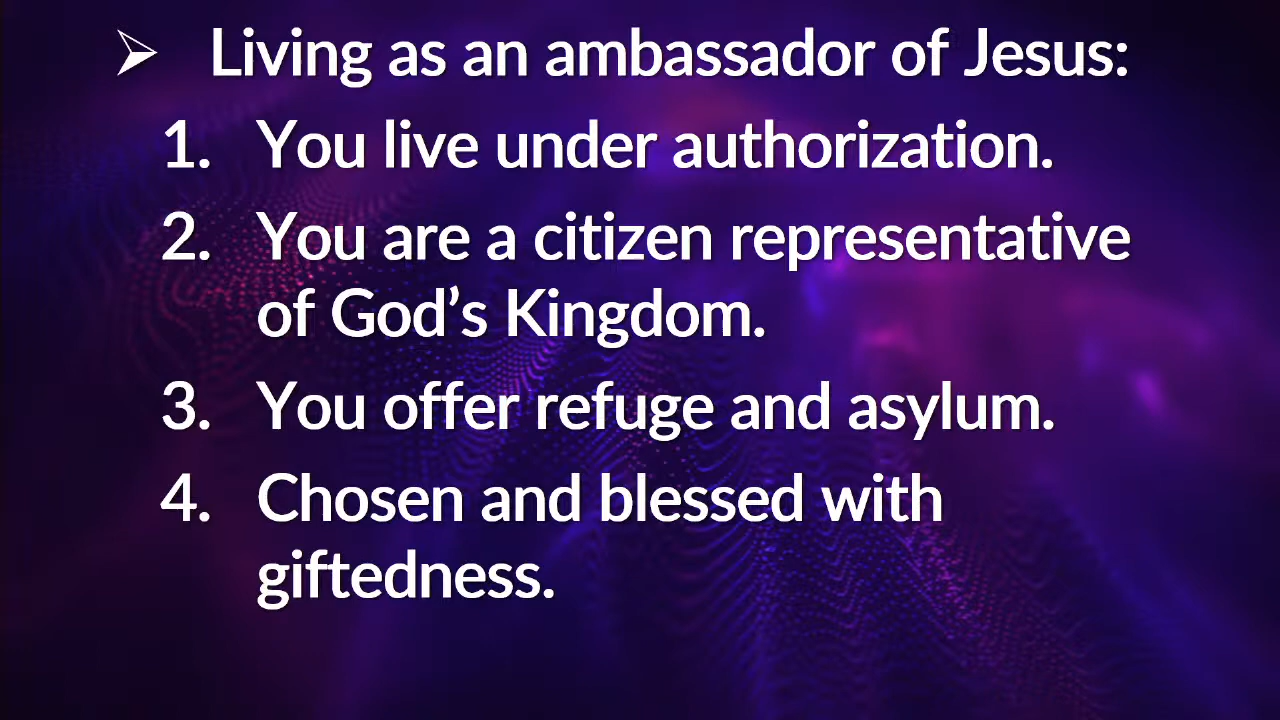 ➢ Living as an ambassador of Jesus:
1. You live under authorization.
2. You are a citizen representative
of God’s Kingdom.
3. You offer refuge and asylum.
4. Chosen and blessed with
giftedness.